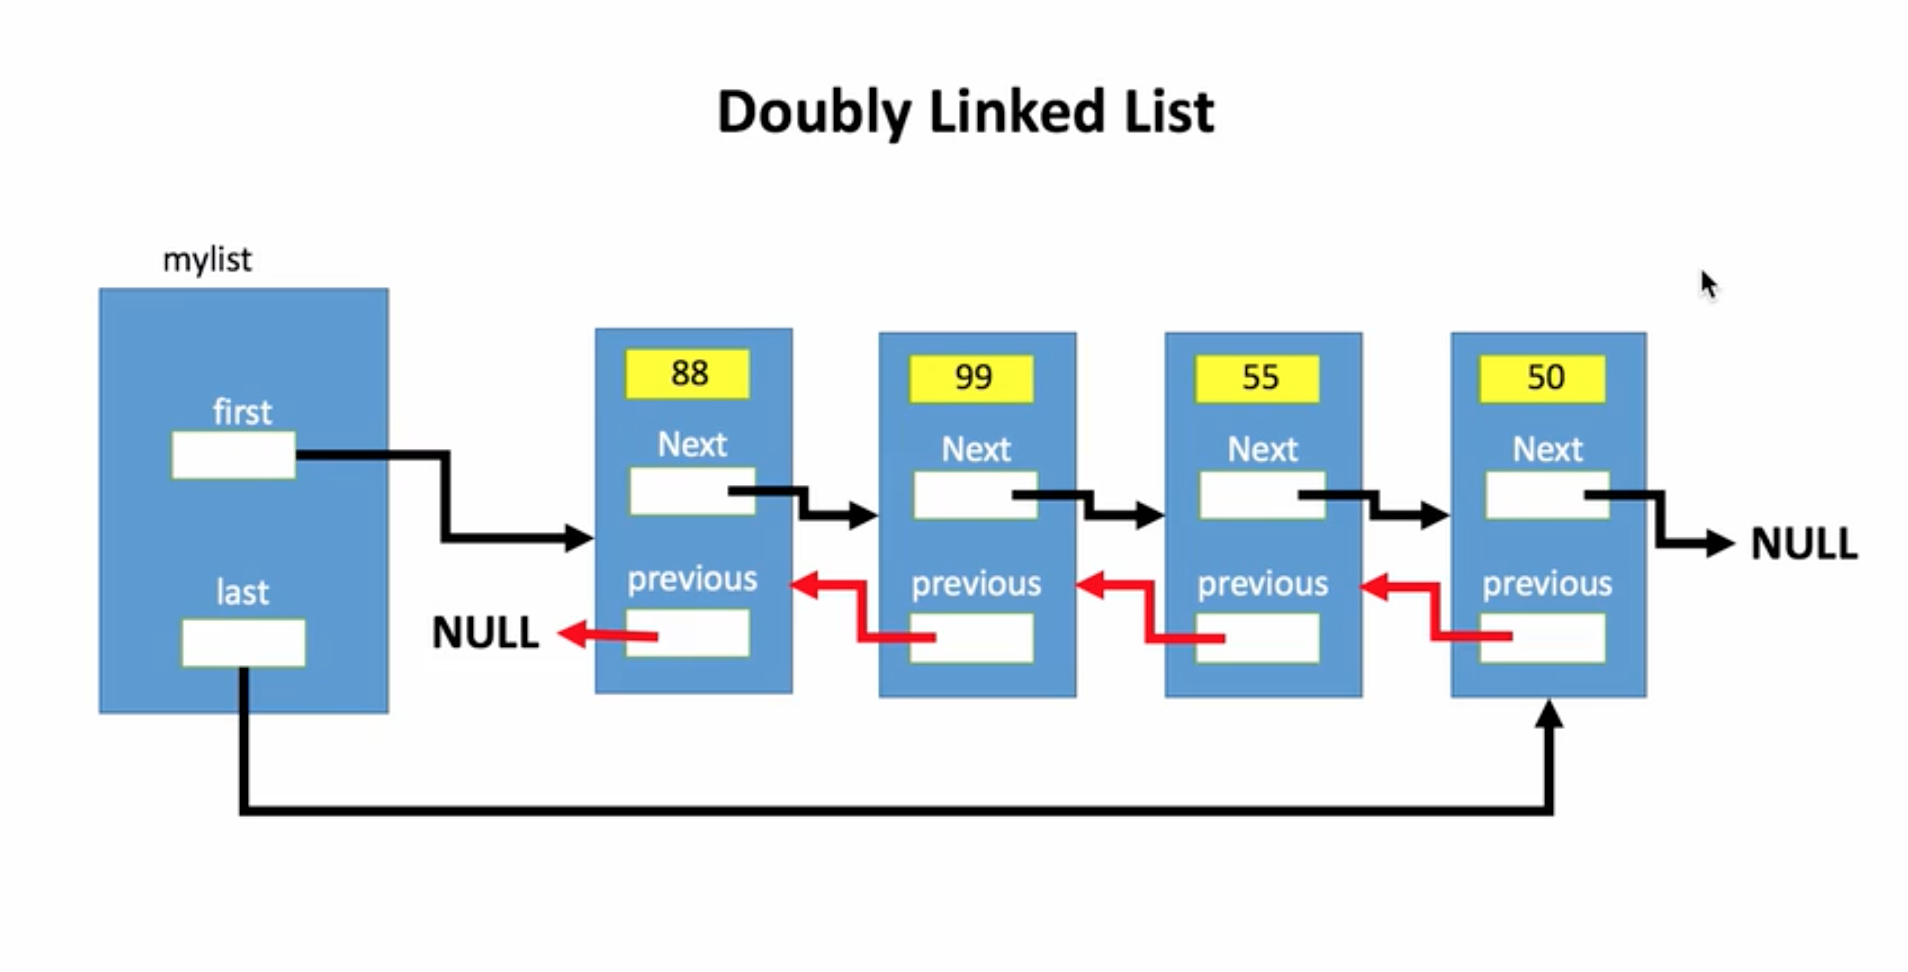 Doubly Linked List
mylist
first
last
NULL
88
Next
previous
99
Next
previous
55
Next
previous
50
Next
previous
NULL